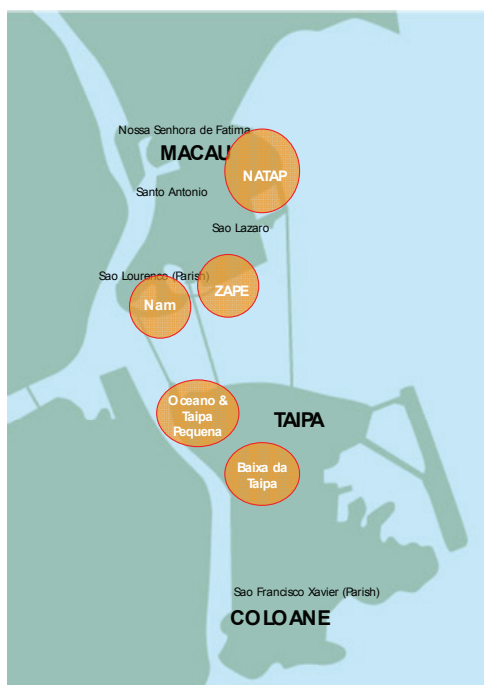 Nossa Senhora de Fatima
MACAU
NATAP
Santo Antonio
Sao Lazaro
Sao Lourenco (Parish)
ZAPE
Nam
Oceano &
Taipa
Pequena
TAIPA
Baixa da
Taipa
Sao Francisco Xavier (Parish)
COLOANE